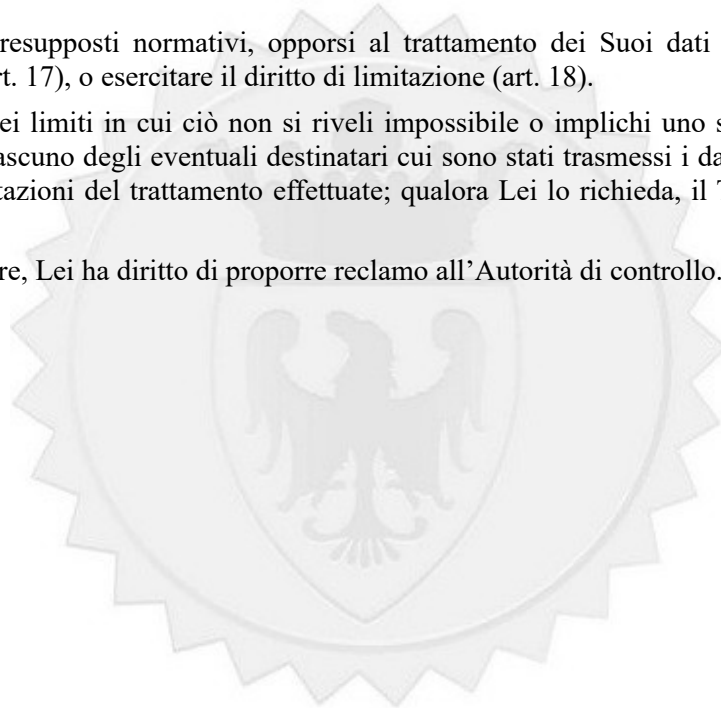 resupposti normativi, opporsi al trattamento dei Suoi dati
rt. 17), o esercitare il diritto di limitazione (art. 18).
ei limiti in cui ciò non si riveli impossibile o implichi uno s
ascuno degli eventuali destinatari cui sono stati trasmessi i da
tazioni del trattamento effettuate; qualora Lei lo richieda, il T
re, Lei ha diritto di proporre reclamo all’Autorità di controllo.